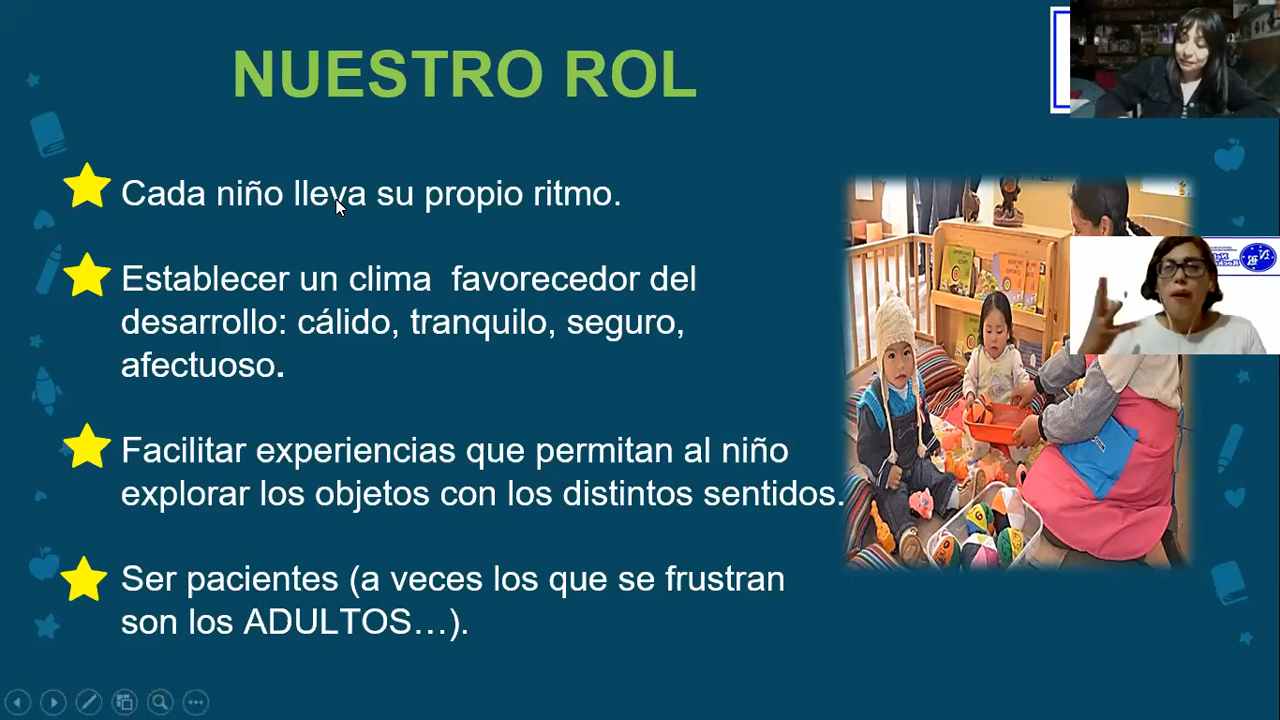 NUESTRO ROL
Cada niño lleva su propio ritmo.
Establecer un clima favorecedor del
desarrollo: cálido, tranquilo, seguro,
afectuoso.
Facilitar experiencias que permitan al niño
explorar los objetos con los distintos sentidos.
Ser pacientes (a veces los que se frustran
son los ADULTOS…).